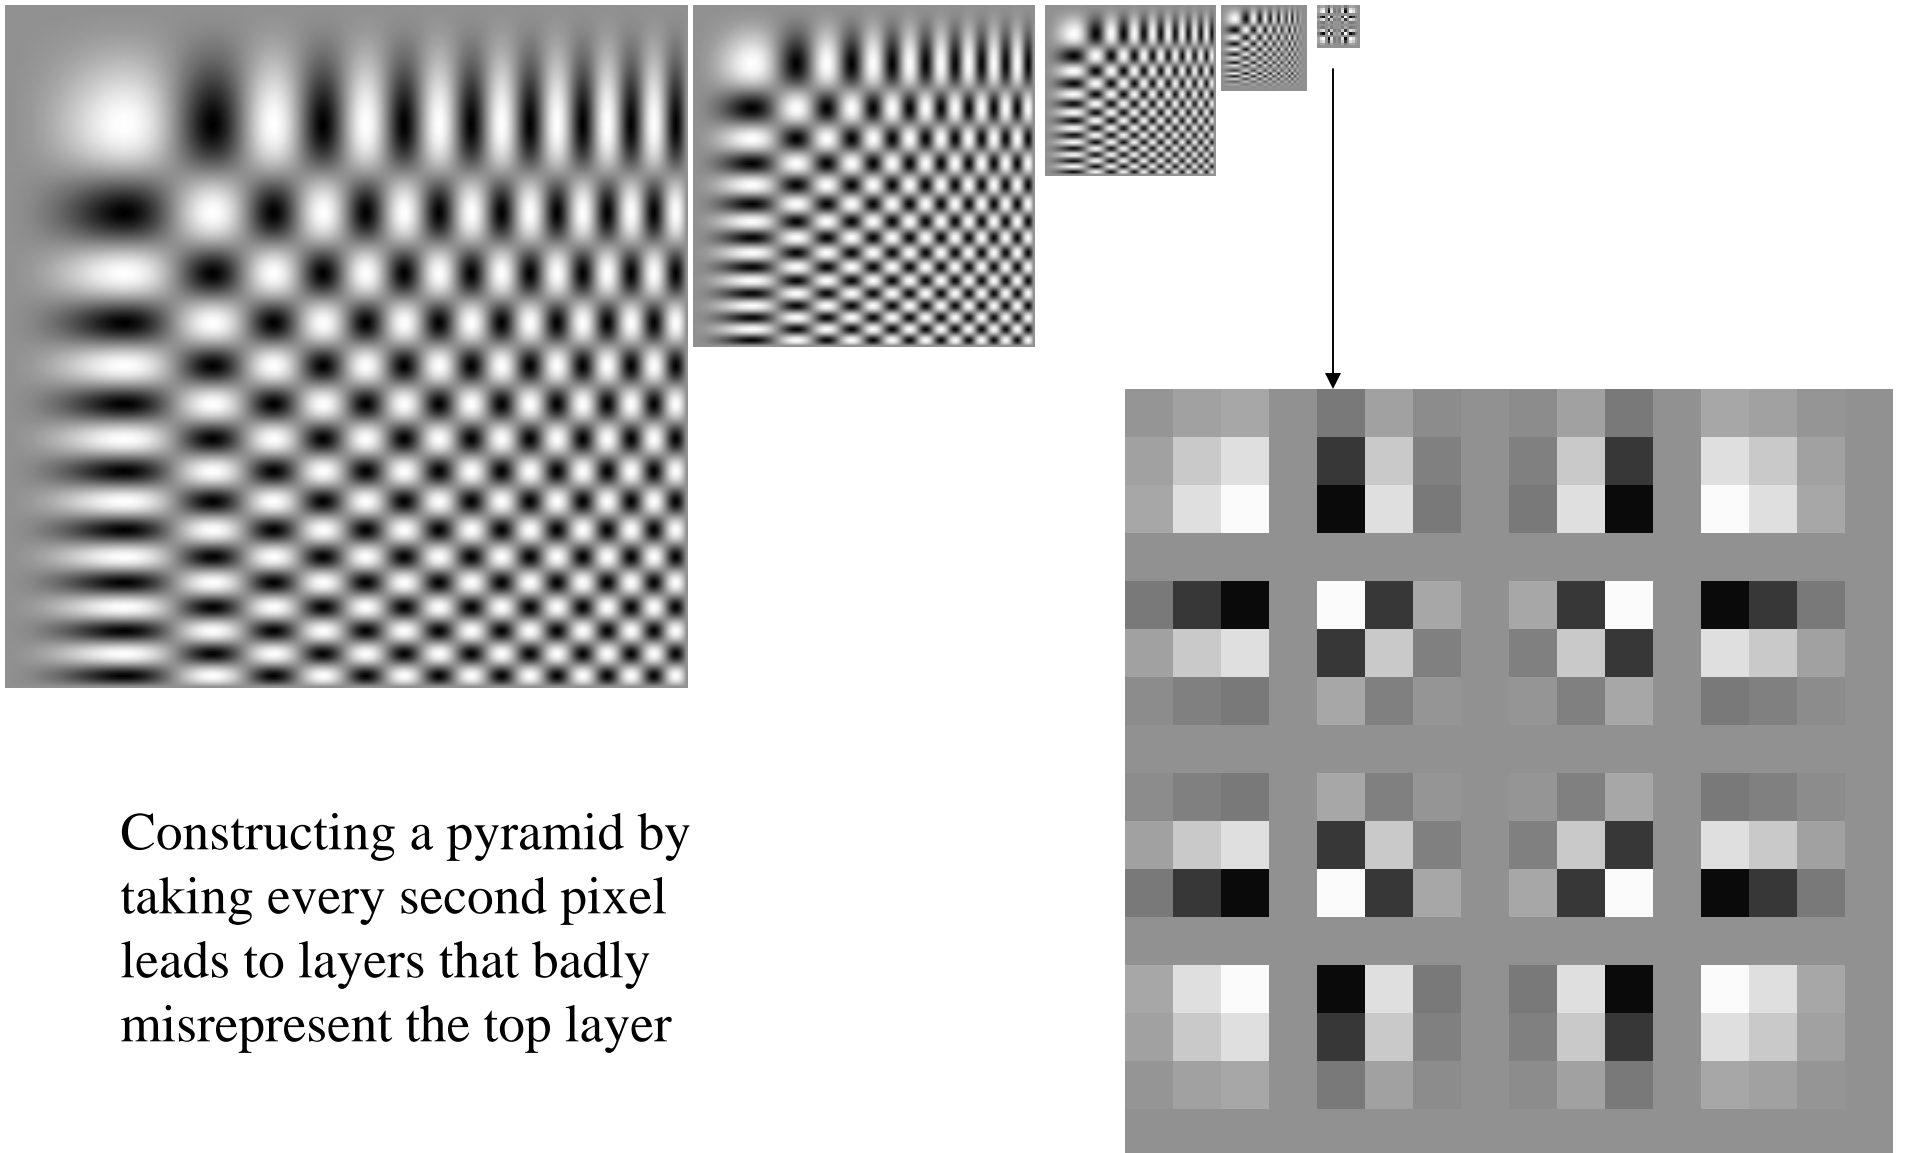 Constructing a pyramid by
taking every second pixel
leads to layers that badly
misrepresent the top layer